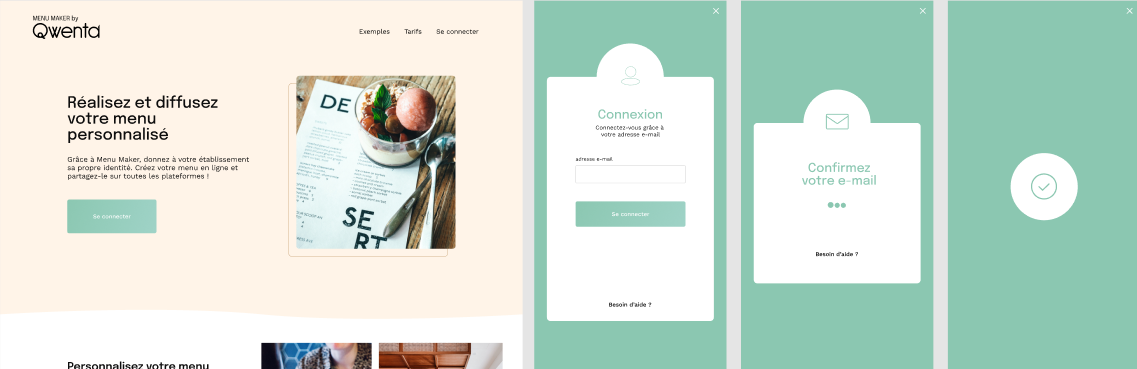 MENU MAKER by
Qwenta
Exemples Tarifs Se connecter
Réalisez et diffusez
votre menu
personnalisé
Grâce à Menu Maker, donnez à votre établissement
sa propre identité. Créez votre menu en ligne et
partagez-le sur toutes les plateformes !
Se connecter
DE
SE
RT
Personnalisez votre menu
Connexion
Connectez-vous grâce à
votre adresse e-mail
adresse e-mail
Se connecter
Besoin d'aide ?
Confirmez
votre e-mail
Besoin d'aide ?